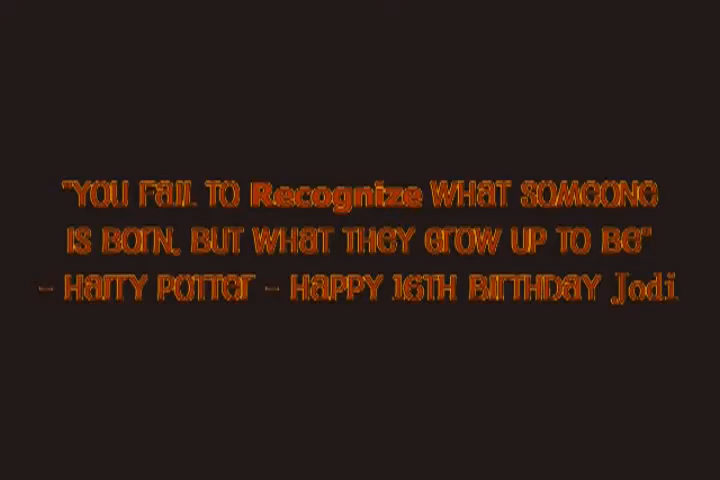 "YOU FaIL TO Recognize WHaT SOMeONe
IS BOrN, BUT WHaT THeY GrOW UP TO Be"
- HarrY POTTer - HaPPY 16TH BIrTHDaY Jodi